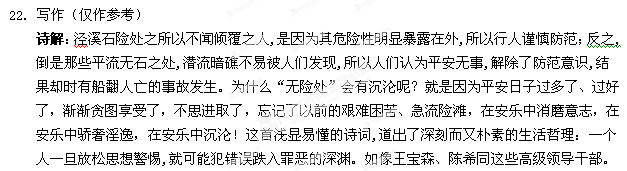 22. 写作（仅作参考）
诗解：泾溪石险处之所以不闻倾覆之人，是因为其危险性明显暴露在外，所以行人谨慎防范；反之，
倒是那些平流无石之处，潜流暗礁不易被人们发现，所以人们认为平安无事，解除了防范意识，结
果却时有船翻人亡的事故发生。为什么“无险处”会有沉沦呢？就是因为平安日子过多了、过好
了，渐渐贪图享受了，不思进取了，忘记了以前的艰难困苦、急流险滩，在安乐中消磨意志，在
安乐中骄奢淫逸，在安乐中沉沦！这首浅显易懂的诗词，道出了深刻而又朴素的生活哲理：一个
人一旦放松思想警惕，就可能犯错误跌入罪恶的深渊。如像王宝森、陈希同这些高级领导干部。